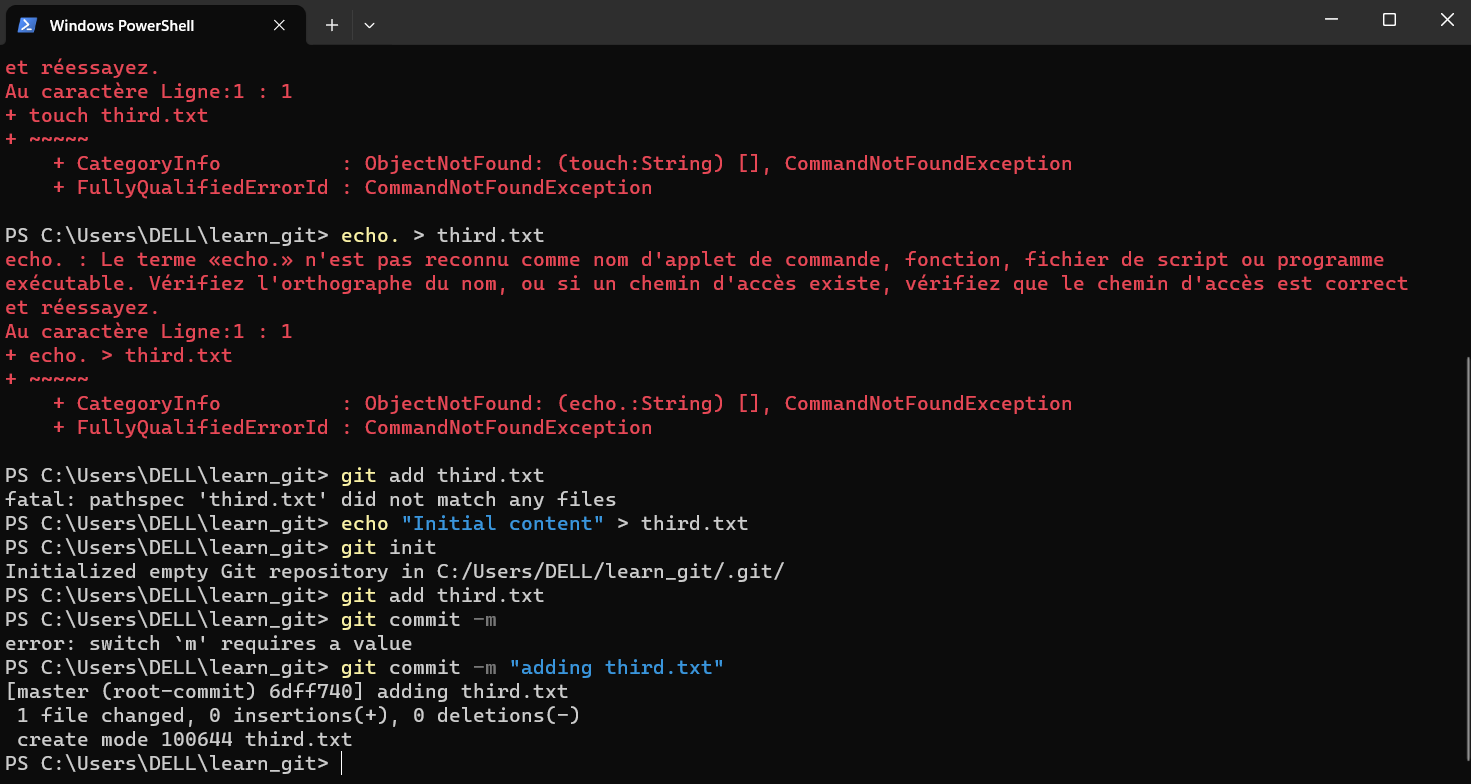 Windows PowerShell
et réessayez.
Au caractère Ligne:1 : 1
+ touch third.txt
+ ~~~~~
    + CategoryInfo          : ObjectNotFound: (touch:String) [], CommandNotFoundException
    + FullyQualifiedErrorId : CommandNotFoundException

PS C:\Users\DELL\learn_git> echo. > third.txt
echo. : Le terme «echo.» n'est pas reconnu comme nom d'applet de commande, fonction, fichier de script ou programme
exécutable. Vérifiez l'orthographe du nom, ou si un chemin d'accès existe, vérifiez que le chemin d'accès est correct
et réessayez.
Au caractère Ligne:1 : 1
+ echo. > third.txt
+ ~~~~~
    + CategoryInfo          : ObjectNotFound: (echo.:String) [], CommandNotFoundException
    + FullyQualifiedErrorId : CommandNotFoundException

PS C:\Users\DELL\learn_git> git add third.txt
fatal: pathspec 'third.txt' did not match any files
PS C:\Users\DELL\learn_git> echo "Initial content" > third.txt
PS C:\Users\DELL\learn_git> git init
Initialized empty Git repository in C:/Users/DELL/learn_git/.git/
PS C:\Users\DELL\learn_git> git add third.txt
PS C:\Users\DELL\learn_git> git commit -m
error: switch `m' requires a value
PS C:\Users\DELL\learn_git> git commit -m "adding third.txt"
[master (root-commit) 6dff740] adding third.txt
 1 file changed, 0 insertions(+), 0 deletions(-)
 create mode 100644 third.txt
PS C:\Users\DELL\learn_git>